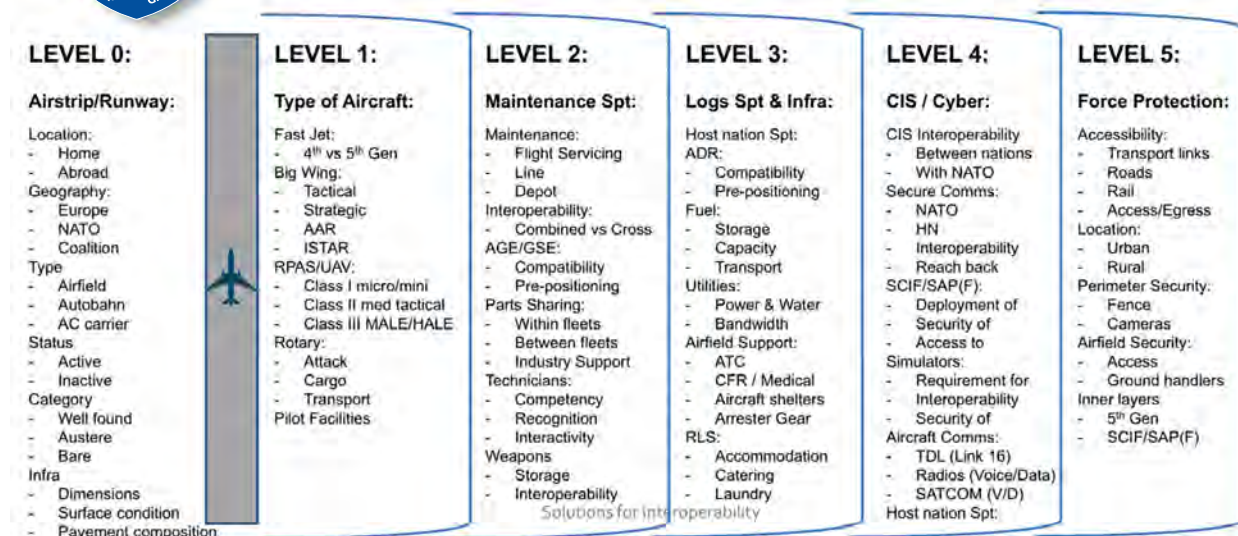 LEVEL 0:
Airstrip/Runway:
Location:
- Home
- Abroad
Geography:
- Europe
- NATO
- Coalition
Type
- Airfield
- Autobahn
- AC carrier
Status
- Active
- Inactive
Category
- Well found
- Austere
- Bare
Infra
- Dimensions
- Surface condition
- Pavement composition
LEVEL 1:
Type of Aircraft:
Fast Jet:
- 4th vs 5th Gen
Big Wing:
- Tactical
- Strategic
- AAR
- ISTAR
RPAS/UAV:
- Class I micro/mini
- Class II med tactical
- Class III MALE/HALE
Rotary:
- Attack
- Cargo
- Transport
Pilot Facilities
LEVEL 2:
Maintenance Spt:
Maintenance:
- Flight Servicing
- Line
- Depot
Interoperability:
- Combined vs Cross
AGE/GSE:
- Compatibility
- Pre-positioning
Parts Sharing:
- Within fleets
- Between fleets
- Industry Support
Technicians:
- Competency
- Recognition
- Interactivity
Weapons
- Storage
- Interoperability
LEVEL 3:
Logs Spt & Infra:
Host nation Spt:
ADR:
- Compatibility
- Pre-positioning
Fuel:
- Storage
- Capacity
- Transport
Utilities:
- Power & Water
- Bandwidth
Airfield Support:
- ATC
- CFR / Medical
- Aircraft shelters
- Arrester Gear
RLS:
- Accommodation
- Catering
- Laundry
LEVEL 4:
CIS / Cyber:
CIS Interoperability
- Between nations
- With NATO
Secure Comms:
- NATO
- HN
- Interoperability
- Reach back
SCIF/SAP(F):
- Deployment of
- Security of
- Access to
Simulators:
- Requirement for
- Interoperability
- Security of
Aircraft Comms:
- TDL (Link 16)
- Radios (Voice/Data)
- SATCOM (V/D)
Host nation Spt:
LEVEL 5:
Force Protection:
Accessibility:
- Transport links
- Roads
- Rail
- Access/Egress
Location:
- Urban
- Rural
Perimeter Security:
- Fence
- Cameras
Airfield Security:
- Access
- Ground handlers
Inner layers
- 5th Gen
- SCIF/SAP(F)
Solutions for Interoperability